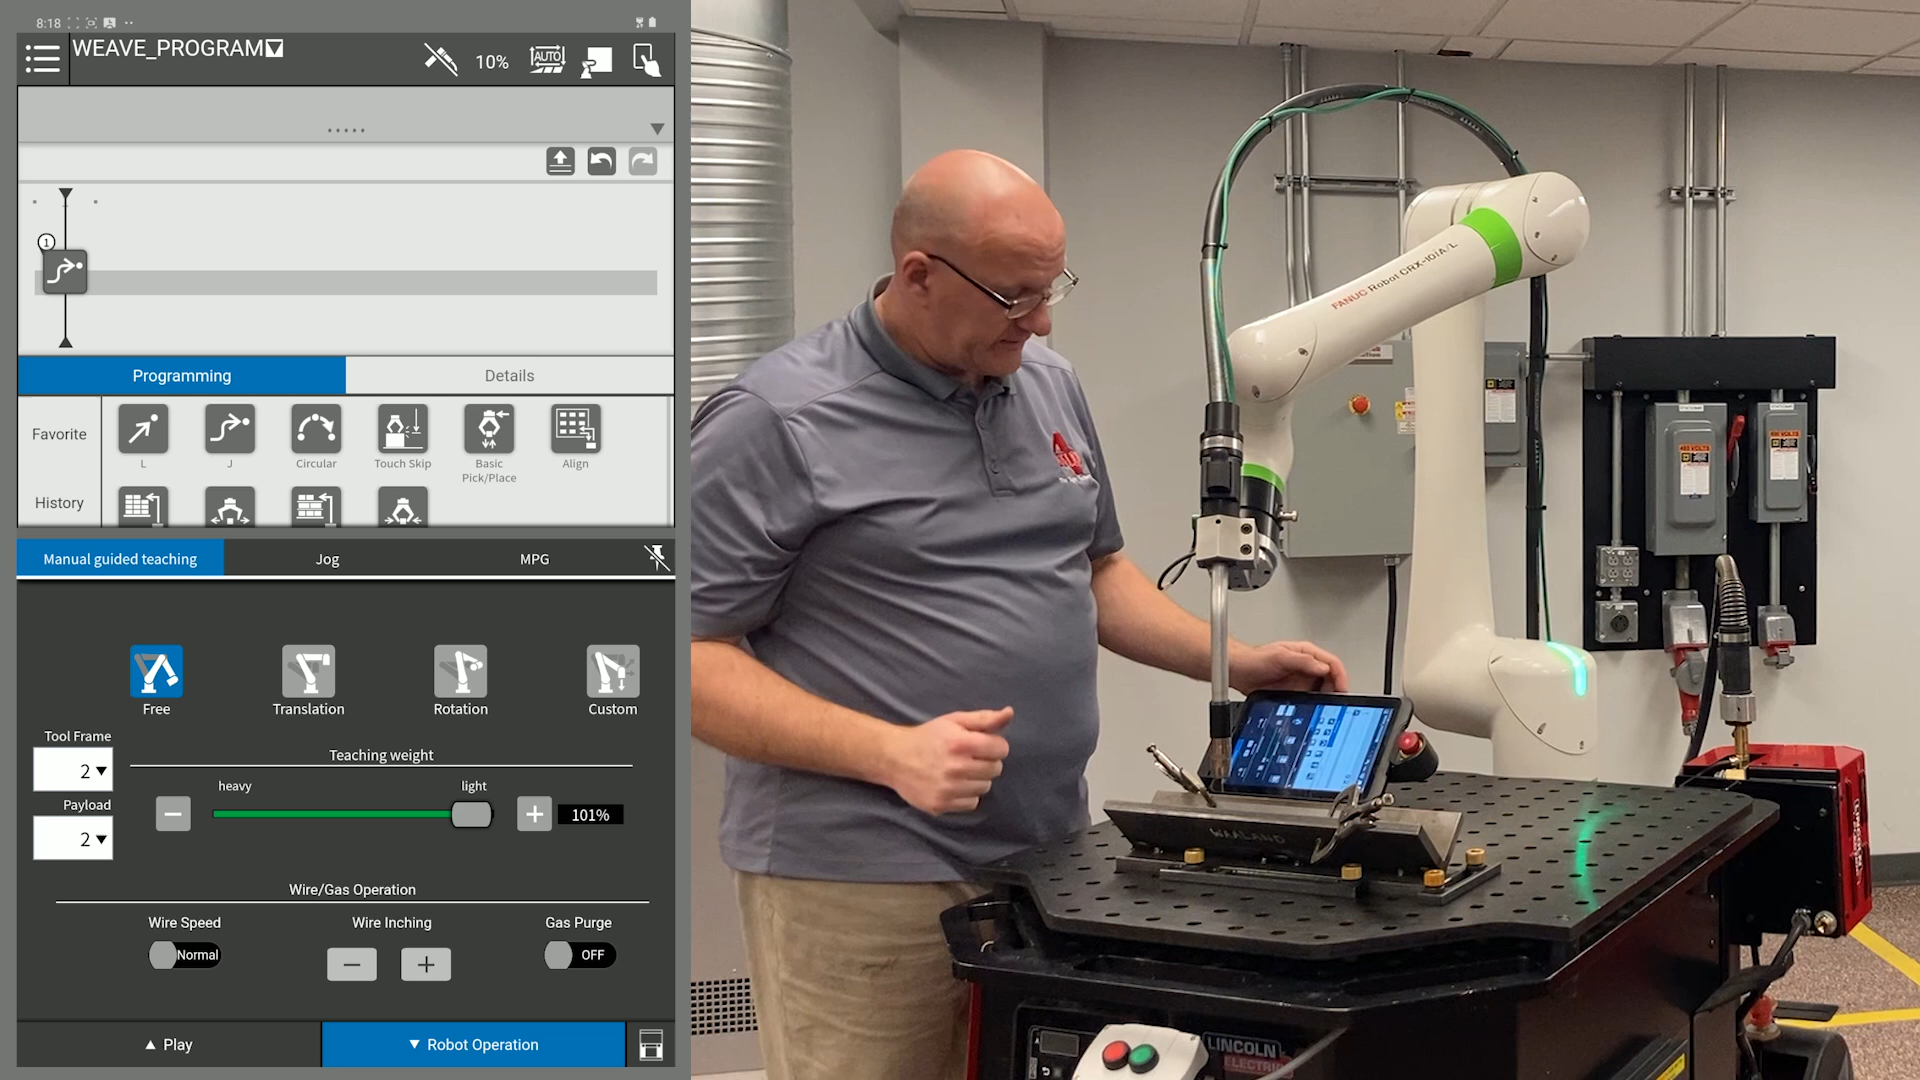 8:18
WEAVE_PROGRAM
10%
AUTO
1
Programming
Details
Favorite
L
J
Circular
Touch Skip
Basic
Pick/Place
Align
History
Manual guided teaching
Jog
MPG
Free
Translation
Rotation
Custom
Tool Frame
2
Teaching weight
heavy
light
Payload
101%
2
Wire/Gas Operation
Wire Speed
Wire Inching
Gas Purge
Normal
OFF
Play
Robot Operation
FANUC Robot CRX-10iA/L
WAALAND
LINCOLN
ELECTRIC